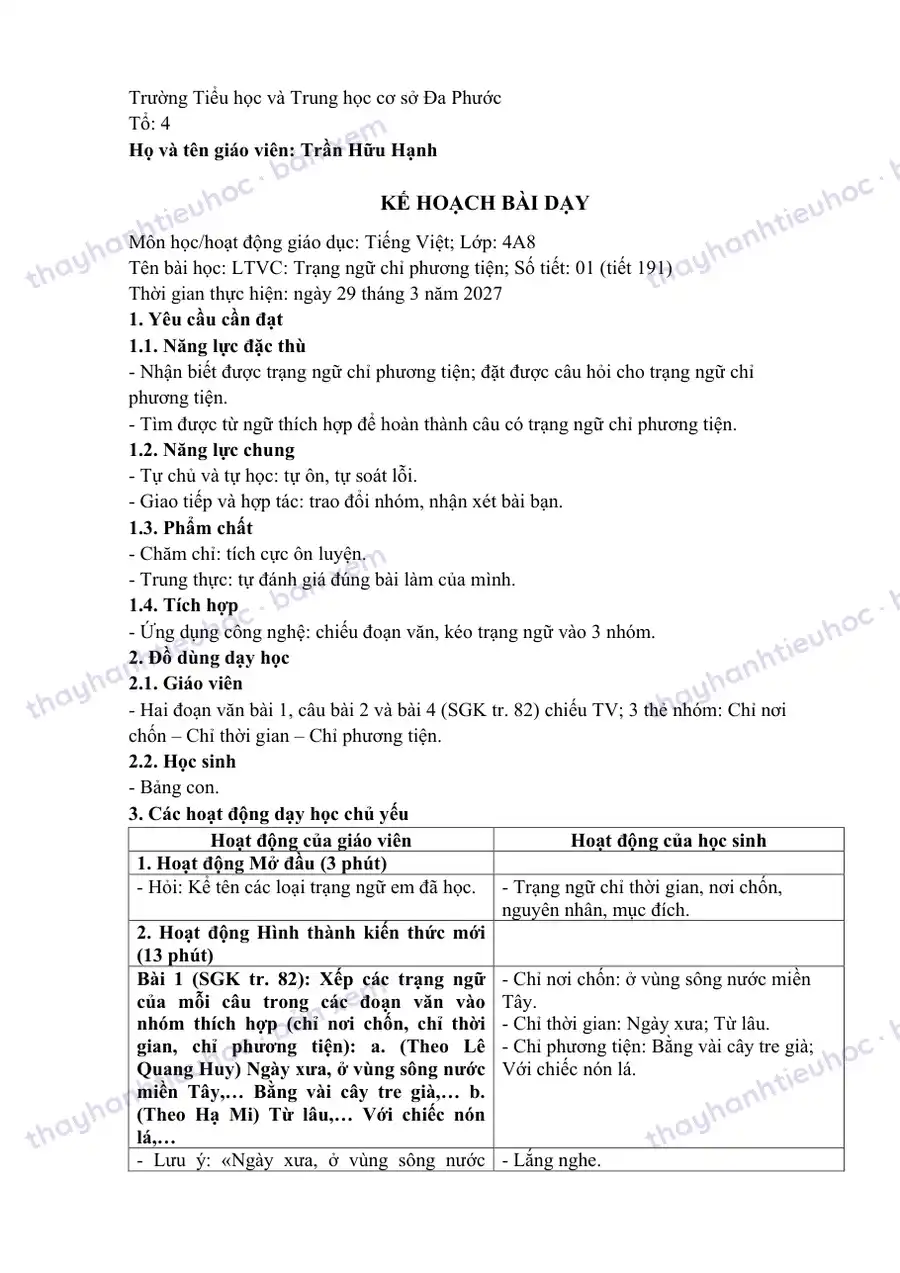 Trường Tiểu học và Trung học cơ sở Đa Phước
Tổ: 4
Họ và tên giáo viên: Trần Hữu Hạnh
KẾ HOẠCH BÀI DẠY
Môn học/hoạt động giáo dục: Tiếng Việt; Lớp: 4A8
Tên bài học: LTVC: Trạng ngữ chỉ phương tiện; Số tiết: 01 (tiết 191)
Thời gian thực hiện: ngày 29 tháng 3 năm 2027
1. Yêu cầu cần đạt
1.1. Năng lực đặc thù
- Nhận biết được trạng ngữ chỉ phương tiện; đặt được câu hỏi cho trạng ngữ chỉ
phương tiện.
- Tìm được từ ngữ thích hợp để hoàn thành câu có trạng ngữ chỉ phương tiện.
1.2. Năng lực chung
- Tự chủ và tự học: tự ôn, tự soát lỗi.
- Giao tiếp và hợp tác: trao đổi nhóm, nhận xét bài bạn.
1.3. Phẩm chất
- Chăm chỉ: tích cực ôn luyện.
- Trung thực: tự đánh giá đúng bài làm của mình.
1.4. Tích hợp
- Ứng dụng công nghệ: chiếu đoạn văn, kéo trạng ngữ vào 3 nhóm.
2. Đồ dùng dạy học
2.1. Giáo viên
- Hai đoạn văn bài 1, câu bài 2 và bài 4 (SGK tr. 82) chiếu TV; 3 thẻ nhóm: Chỉ nơi
chốn – Chỉ thời gian – Chỉ phương tiện.
2.2. Học sinh
- Bảng con.
3. Các hoạt động dạy học chủ yếu
Hoạt động của giáo viên
Hoạt động của học sinh
1. Hoạt động Mở đầu (3 phút)
- Hỏi: Kể tên các loại trạng ngữ em đã học.
- Trạng ngữ chỉ thời gian, nơi chốn,
nguyên nhân, mục đích.
2. Hoạt động Hình thành kiến thức mới
(13 phút)
Bài 1 (SGK tr. 82): Xếp các trạng ngữ
của mỗi câu trong các đoạn văn vào
nhóm thích hợp (chỉ nơi chốn, chỉ thời
gian, chỉ phương tiện): a. (Theo Lê
Quang Huy) Ngày xưa, ở vùng sông nước
miền Tây,… Bằng vài cây tre già,… b.
(Theo Hạ Mi) Từ lâu,… Với chiếc nón
lá,…
- Chỉ nơi chốn: ở vùng sông nước miền
Tây.
- Chỉ thời gian: Ngày xưa; Từ lâu.
- Chỉ phương tiện: Bằng vài cây tre già;
Với chiếc nón lá.
- Lưu ý: «Ngày xưa, ở vùng sông nước
- Lắng nghe.
thayhanhtieuhoc · bản xem
thayhanhtieuhoc · b
thayhanhtieuhoc · bản xem
thayhanhtieuhoc · b
thayhanhtieuhoc · bản xem
thayhanhtieuhoc · b